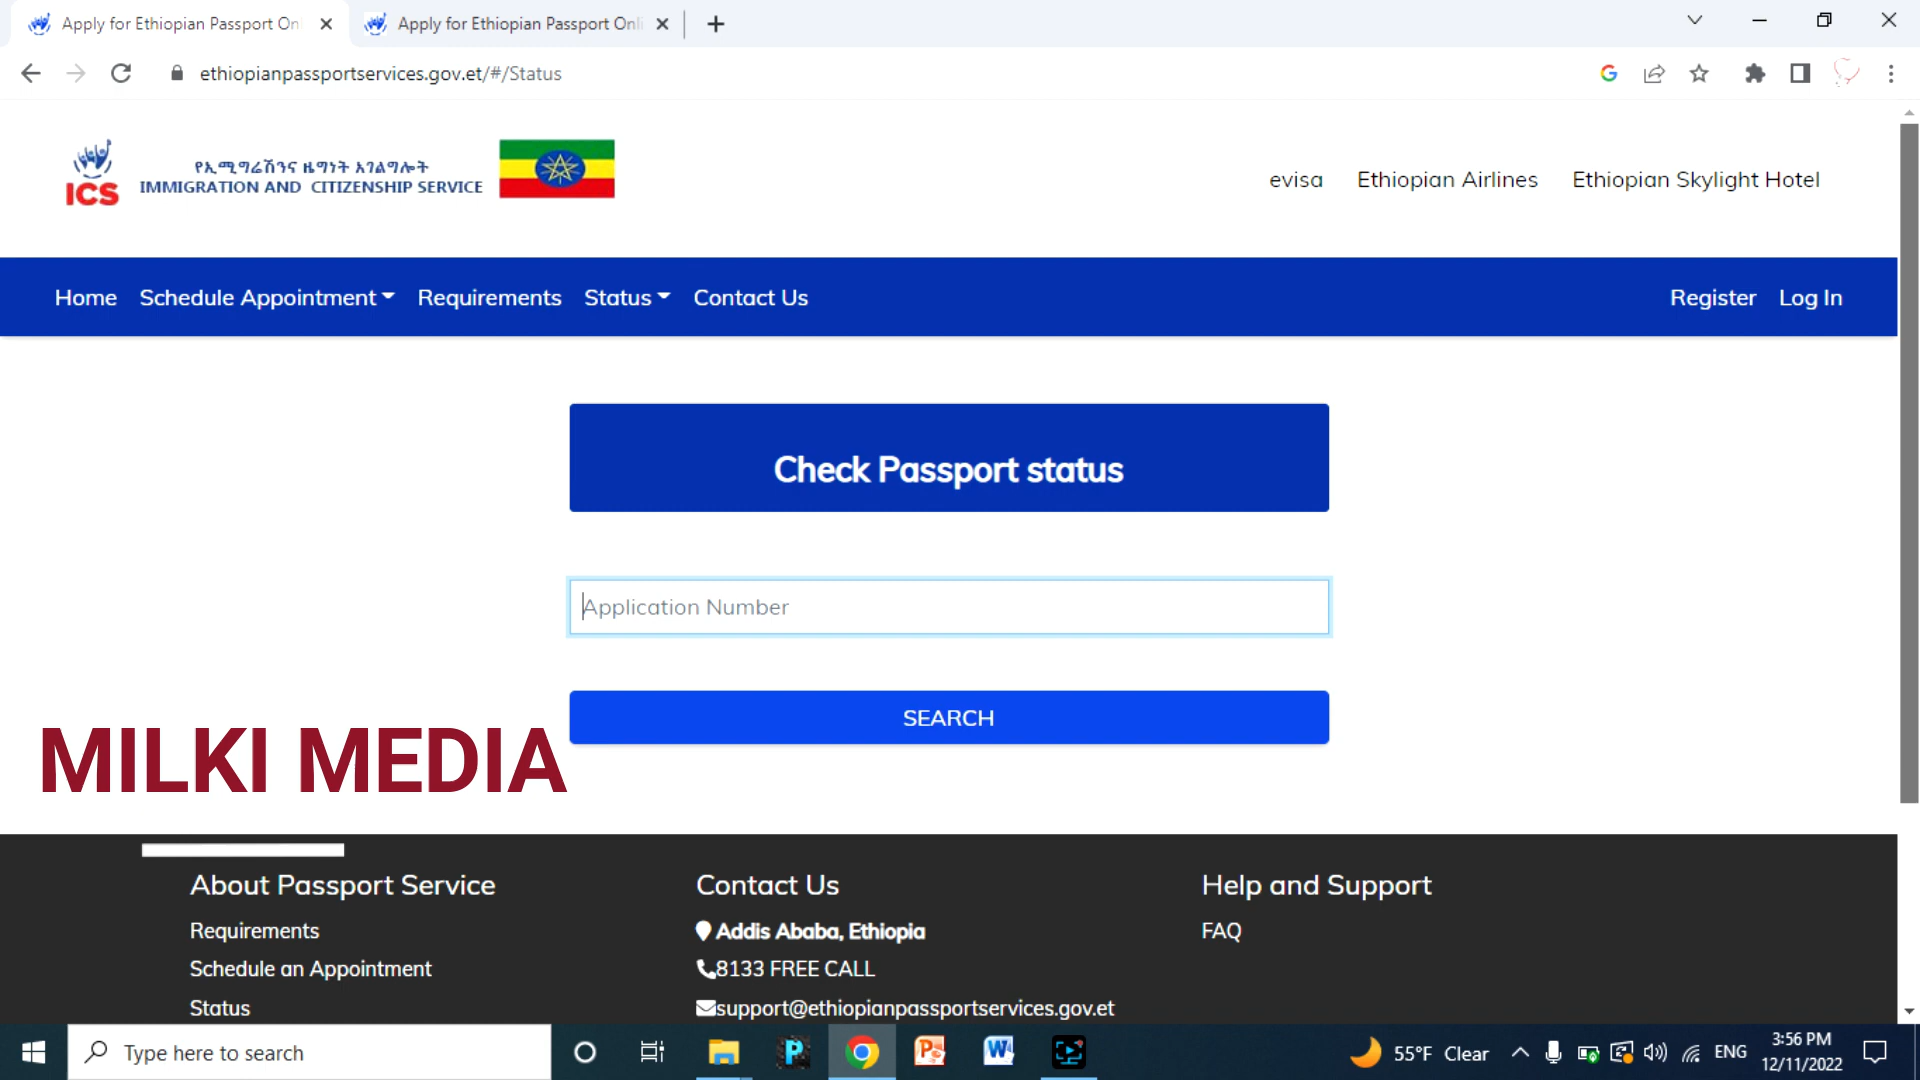 Apply for Ethiopian Passport On
Apply for Ethiopian Passport Onli
ethiopianpassportservices.gov.et/#/Status
የኢሚግሬሽንና ዜግነት አገልግሎት
ICS
IMMIGRATION AND CITIZENSHIP SERVICE
evisa
Ethiopian Airlines
Ethiopian Skylight Hotel
Home
Schedule Appointment
Requirements
Status
Contact Us
Register
Log In
Check Passport status
Application Number
SEARCH
MILKI MEDIA
About Passport Service
Requirements
Schedule an Appointment
Status
Contact Us
Addis Ababa, Ethiopia
8133 FREE CALL
support@ethiopianpassportservices.gov.et
Help and Support
FAQ
Type here to search
55°F Clear
ENG
3:56 PM
12/11/2022